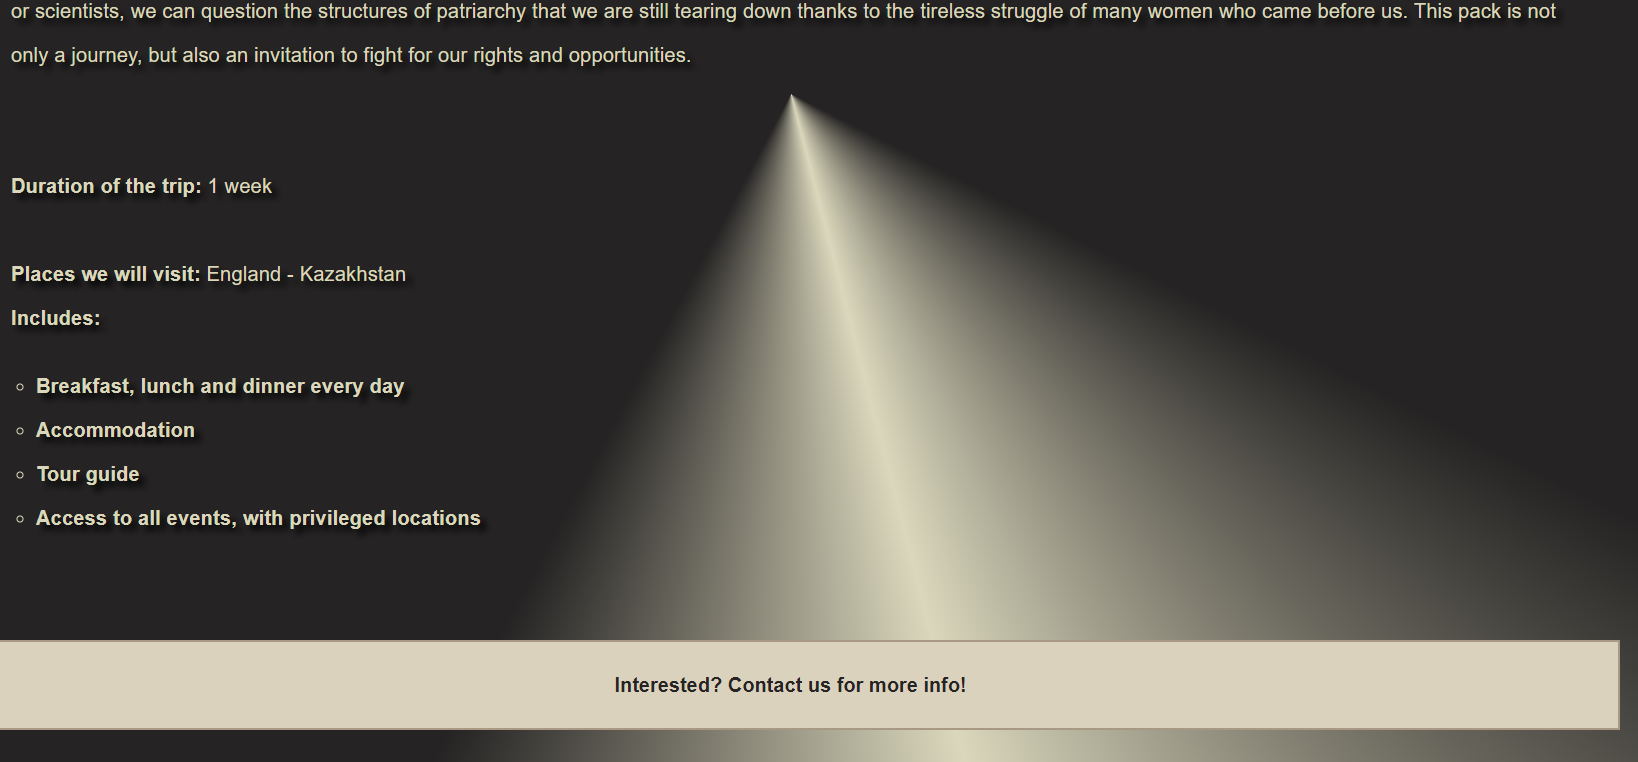 or scientists, we can question the structures of patriarchy that we are still tearing down thanks to the tireless struggle of many women who came before us. This pack is not
only a journey, but also an invitation to fight for our rights and opportunities.
Duration of the trip: 1 week
Places we will visit: England - Kazakhstan
Includes:
Breakfast, lunch and dinner every day
Accommodation
Tour guide
Access to all events, with privileged locations
Interested? Contact us for more info!